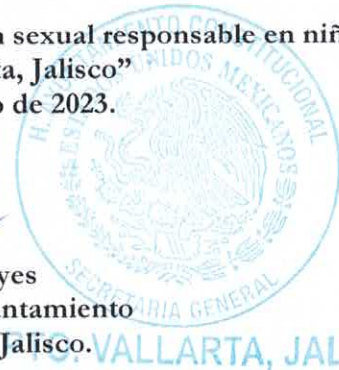 n sexual responsable en niñ
ta, Jalisco”
o de 2023.
H. AYUNTAMIENTO CONSTITUCIONAL
ESTADOS UNIDOS MEXICANOS
yes
ntamiento
SECRETARIA GENERAL
Jalisco.
PTO. VALLARTA, JAL